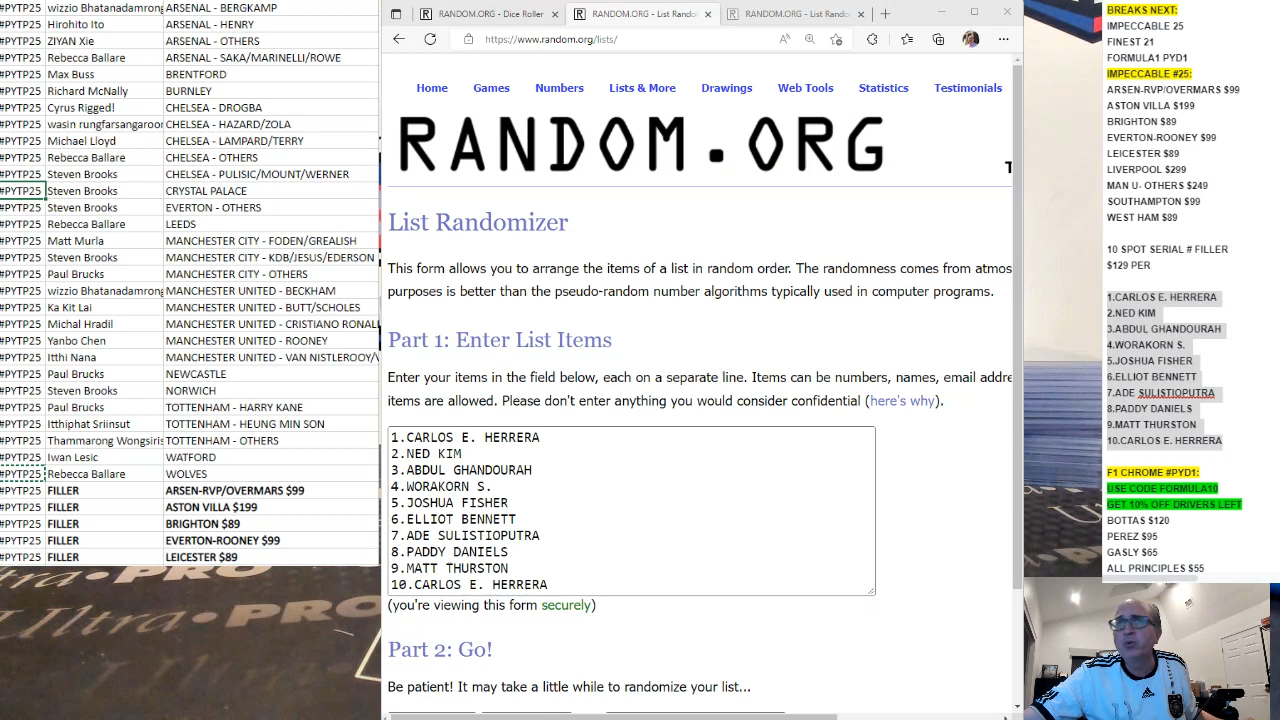 #PYTP25 wizzio Bhatanadamrong ARSENAL - BERGKAMP
#PYTP25 Hirohito Ito ARSENAL - HENRY
#PYTP25 ZIYAN Xie ARSENAL - OTHERS
#PYTP25 Rebecca Ballare ARSENAL - SAKA/MARINELLI/ROWE
#PYTP25 Max Buss BRENTFORD
#PYTP25 Richard McNally BURNLEY
#PYTP25 Cyrus Rigged! CHELSEA - DROGBA
#PYTP25 wasin rungfarsangaroor CHELSEA - HAZARD/ZOLA
#PYTP25 Michael Lloyd CHELSEA - LAMPARD/TERRY
#PYTP25 Rebecca Ballare CHELSEA - OTHERS
#PYTP25 Steven Brooks CHELSEA - PULISIC/MOUNT/WERNER
#PYTP25 Steven Brooks CRYSTAL PALACE
#PYTP25 Steven Brooks EVERTON - OTHERS
#PYTP25 Rebecca Ballare LEEDS
#PYTP25 Matt Murla MANCHESTER CITY - FODEN/GREALISH
#PYTP25 Steven Brooks MANCHESTER CITY - KDB/JESUS/EDERSON
#PYTP25 Paul Brucks MANCHESTER CITY - OTHERS
#PYTP25 wizzio Bhatanadamrong MANCHESTER UNITED - BECKHAM
#PYTP25 Ka Kit Lai MANCHESTER UNITED - BUTT/SCHOLES
#PYTP25 Michal Hradil MANCHESTER UNITED - CRISTIANO RONAL
#PYTP25 Yanbo Chen MANCHESTER UNITED - ROONEY
#PYTP25 Itthi Nana MANCHESTER UNITED - VAN NISTLEROOY/V
#PYTP25 Paul Brucks NEWCASTLE
#PYTP25 Steven Brooks NORWICH
#PYTP25 Paul Brucks TOTTENHAM - HARRY KANE
#PYTP25 Itthiphat Sriinsut TOTTENHAM - HEUNG MIN SON
#PYTP25 Thammarong Wongsiris TOTTENHAM - OTHERS
#PYTP25 Iwan Lesic WATFORD
#PYTP25 Rebecca Ballare WOLVES
#PYTP25 FILLER ARSEN-RVP/OVERMARS $99
#PYTP25 FILLER ASTON VILLA $199
#PYTP25 FILLER BRIGHTON $89
#PYTP25 FILLER EVERTON-ROONEY $99
#PYTP25 FILLER LEICESTER $89
Ultra•PRO
Ultra•PRO
RANDOM.ORG - Dice Roller
RANDOM.ORG - List Random
RANDOM.ORG - List Random
https://www.random.org/lists/
Home Games Numbers Lists & More Drawings Web Tools Statistics Testimonials
RANDOM.ORG
T
List Randomizer
This form allows you to arrange the items of a list in random order. The randomness comes from atmos
purposes is better than the pseudo-random number algorithms typically used in computer programs.
Part 1: Enter List Items
Enter your items in the field below, each on a separate line. Items can be numbers, names, email addre
items are allowed. Please don't enter anything you would consider confidential (here's why).
1.CARLOS E. HERRERA
2.NED KIM
3.ABDUL GHANDOURAH
4.WORAKORN S.
5.JOSHUA FISHER
6.ELLIOT BENNETT
7.ADE SULISTIOPUTRA
8.PADDY DANIELS
9.MATT THURSTON
10.CARLOS E. HERRERA
(you're viewing this form securely)
Part 2: Go!
Be patient! It may take a little while to randomize your list...
BREAKS NEXT:
IMPECCABLE 25
FINEST 21
FORMULA1 PYD1
IMPECCABLE #25:
ARSEN-RVP/OVERMARS $99
ASTON VILLA $199
BRIGHTON $89
EVERTON-ROONEY $99
LEICESTER $89
LIVERPOOL $299
MAN U- OTHERS $249
SOUTHAMPTON $99
WEST HAM $89
10 SPOT SERIAL # FILLER
$129 PER
1.CARLOS E. HERRERA
2.NED KIM
3.ABDUL GHANDOURAH
4.WORAKORN S.
5.JOSHUA FISHER
6.ELLIOT BENNETT
7.ADE SULISTIOPUTRA
8.PADDY DANIELS
9.MATT THURSTON
10.CARLOS E. HERRERA
F1 CHROME #PYD1:
USE CODE FORMULA10
GET 10% OFF DRIVERS LEFT
BOTTAS $120
PEREZ $95
GASLY $65
ALL PRINCIPLES $55